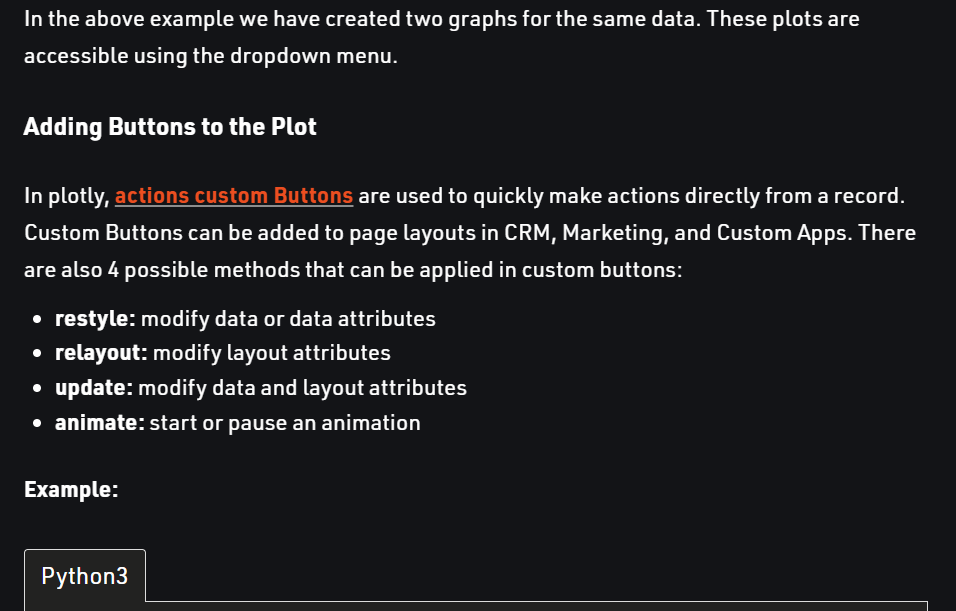 In the above example we have created two graphs for the same data. These plots are
accessible using the dropdown menu.
Adding Buttons to the Plot
In plotly, actions custom Buttons are used to quickly make actions directly from a record.
Custom Buttons can be added to page layouts in CRM, Marketing, and Custom Apps. There
are also 4 possible methods that can be applied in custom buttons:
• restyle: modify data or data attributes
• relayout: modify layout attributes
• update: modify data and layout attributes
• animate: start or pause an animation
Example:
Python3